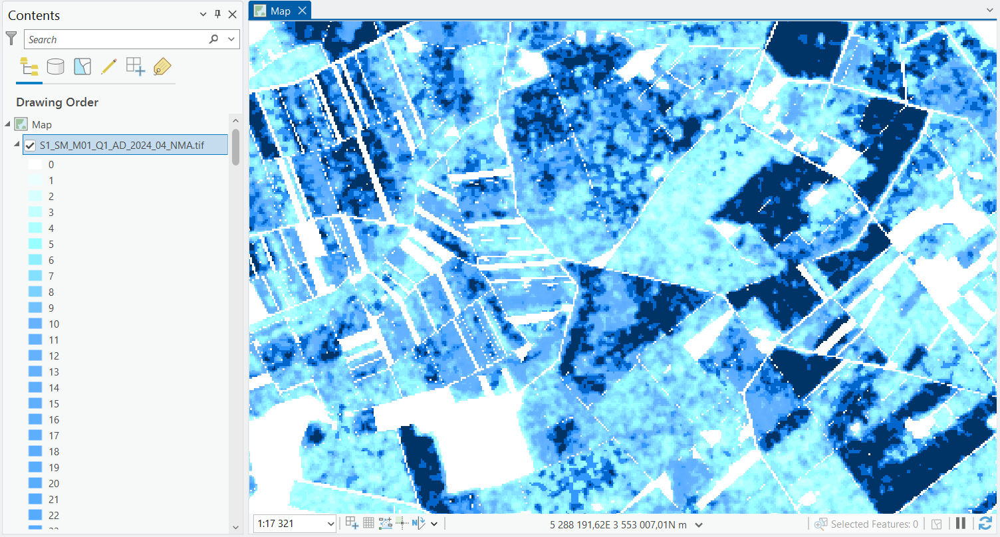 Contents
Map
Search
Drawing Order
Map
S1_SM_M01_Q1_AD_2024_04_NMA.tif
0
1
2
3
4
5
6
7
8
9
10
11
12
13
14
15
16
17
18
19
20
21
22
1:17 321
N
5 288 191,62E 3 553 007,01N m
Selected Features: 0